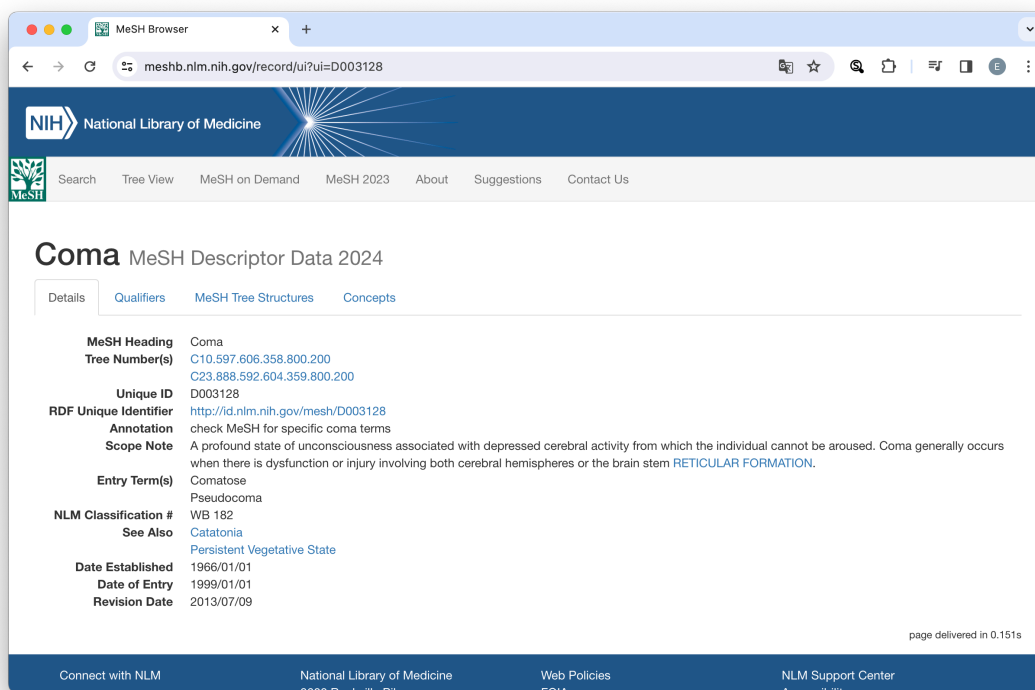 MeSH Browser
meshb.nlm.nih.gov/record/ui?ui=D003128
E
NIH National Library of Medicine
MeSH
Search Tree View MeSH on Demand MeSH 2023 About Suggestions Contact Us
Coma MeSH Descriptor Data 2024
Details Qualifiers MeSH Tree Structures Concepts
MeSH Heading Coma
Tree Number(s) C10.597.606.358.800.200
C23.888.592.604.359.800.200
Unique ID D003128
RDF Unique Identifier http://id.nlm.nih.gov/mesh/D003128
Annotation check MeSH for specific coma terms
Scope Note A profound state of unconsciousness associated with depressed cerebral activity from which the individual cannot be aroused. Coma generally occurs
when there is dysfunction or injury involving both cerebral hemispheres or the brain stem RETICULAR FORMATION.
Entry Term(s) Comatose
Pseudocoma
NLM Classification # WB 182
See Also Catatonia
Persistent Vegetative State
Date Established 1966/01/01
Date of Entry 1999/01/01
Revision Date 2013/07/09
page delivered in 0.151s
Connect with NLM National Library of Medicine Web Policies NLM Support Center